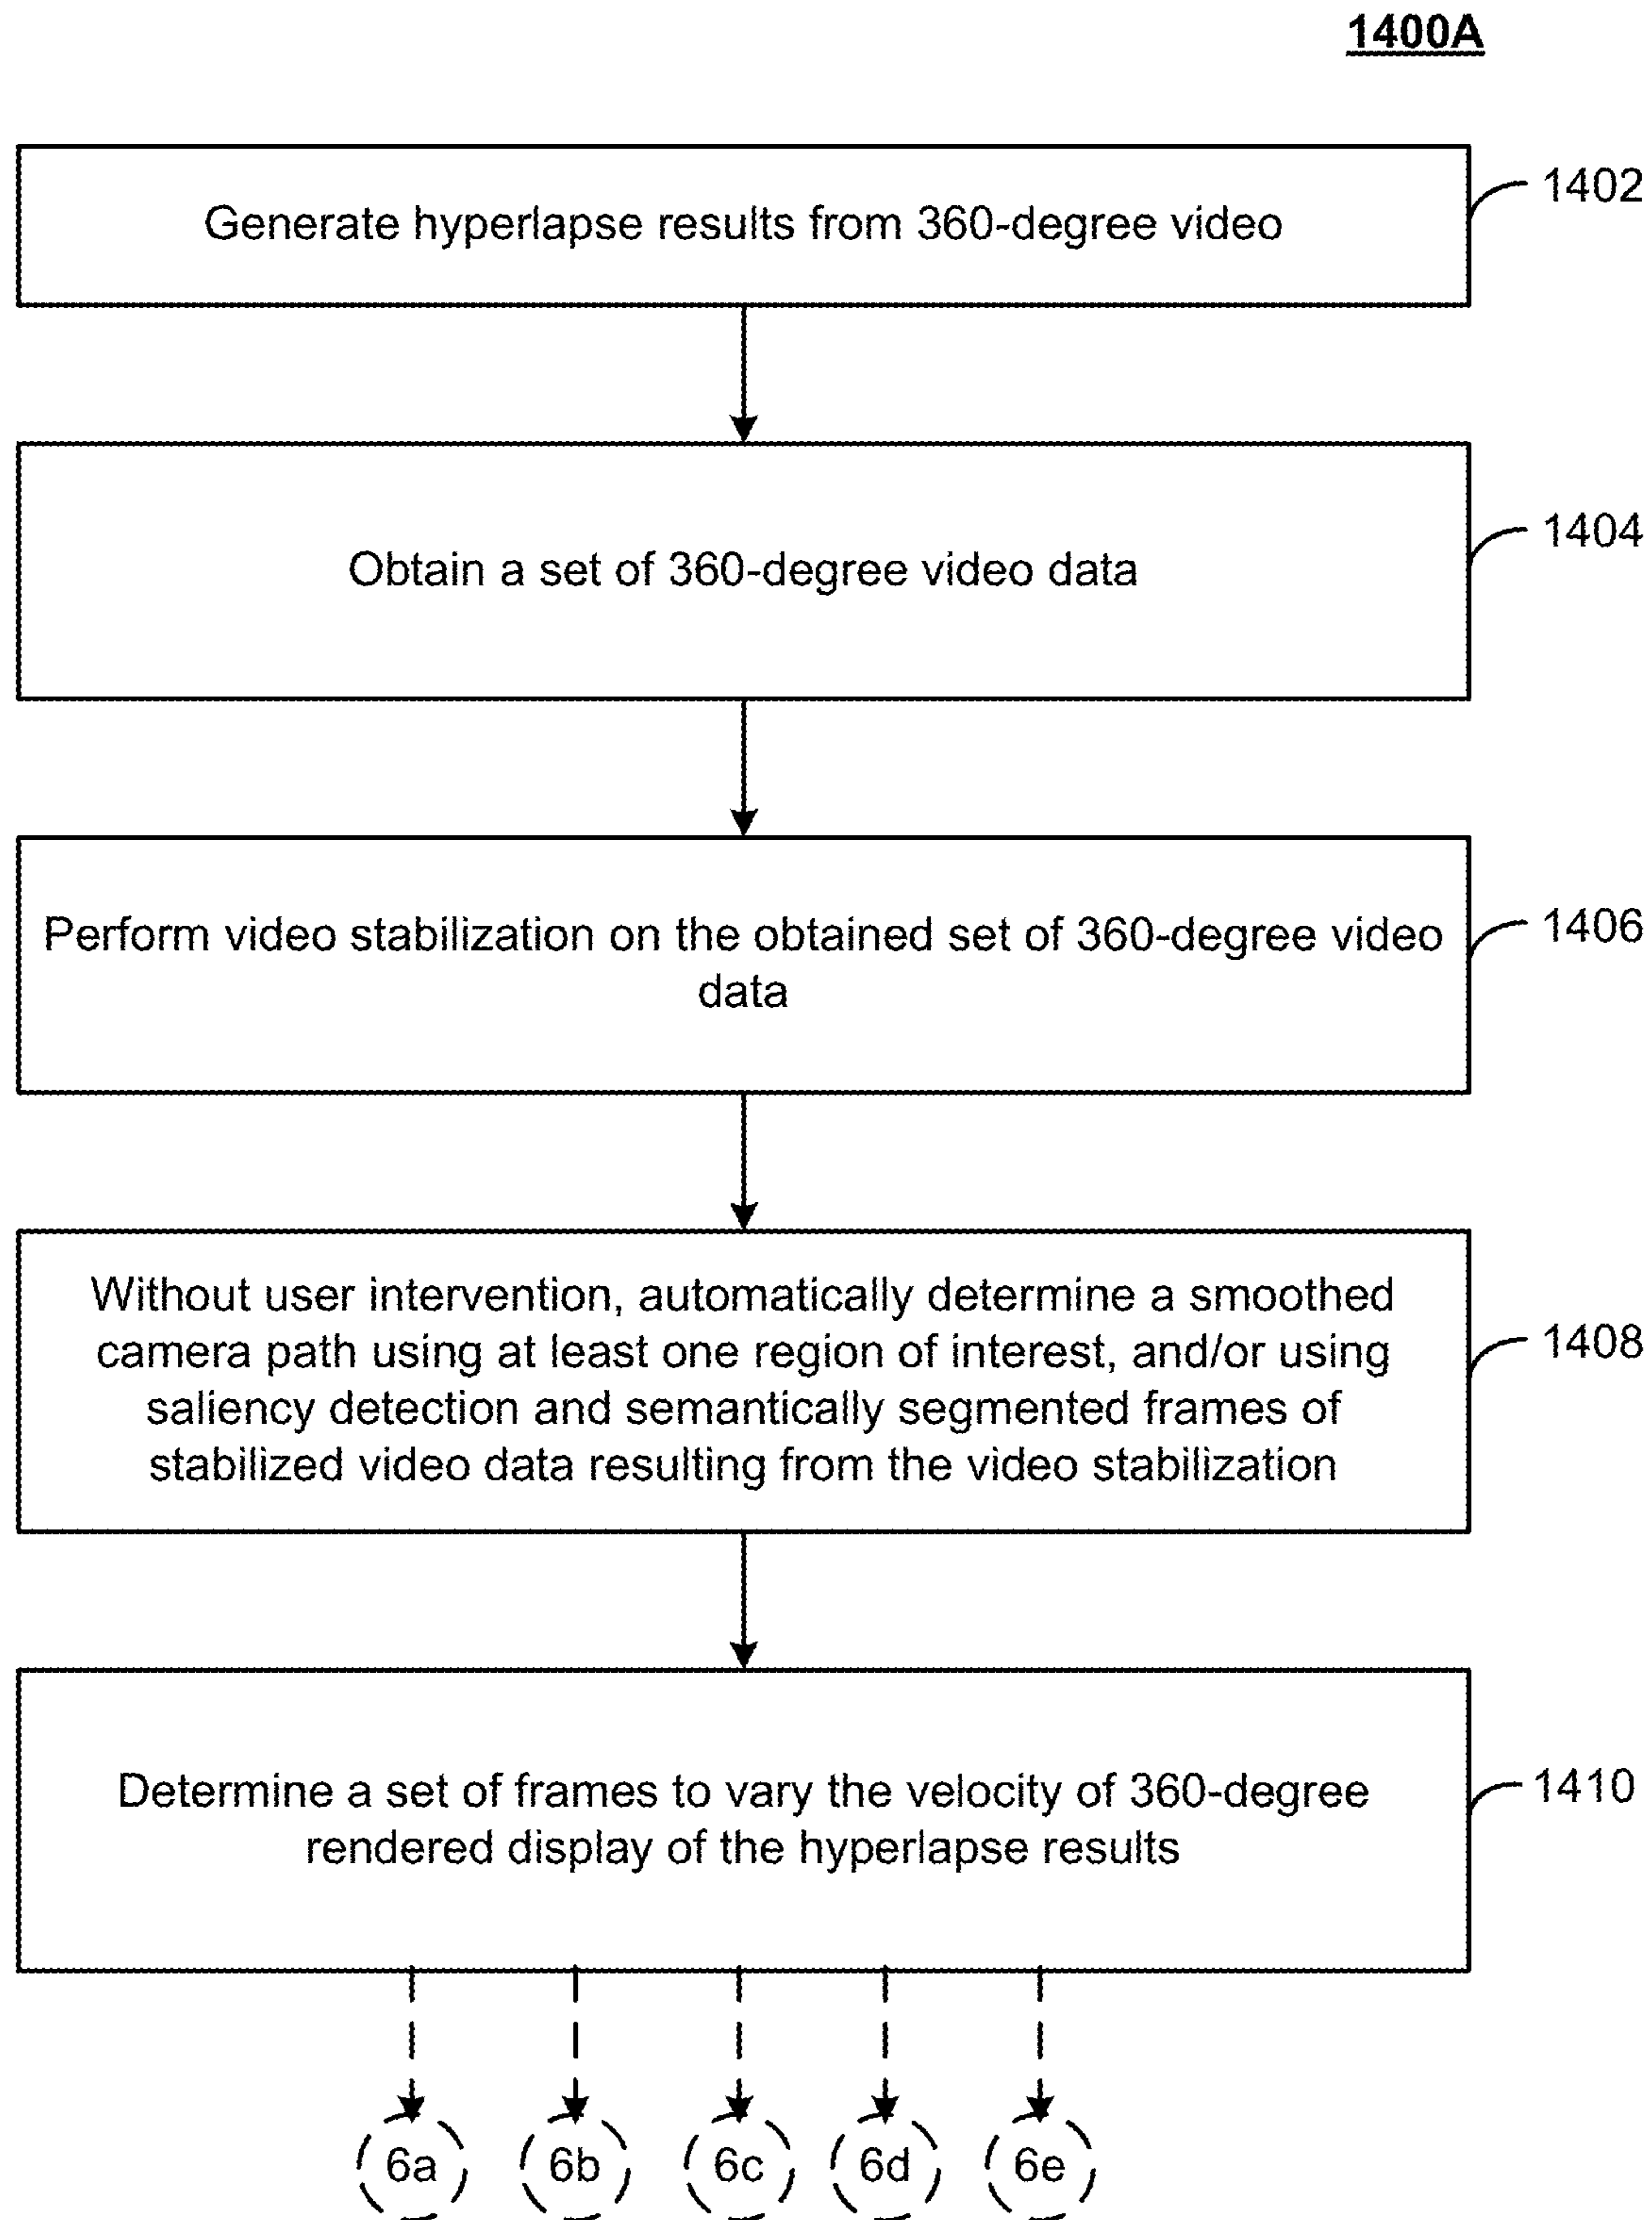 1400A
Generate hyperlapse results from 360-degree video
1402
Obtain a set of 360-degree video data
1404
Perform video stabilization on the obtained set of 360-degree video
data
1406
Without user intervention, automatically determine a smoothed
camera path using at least one region of interest, and/or using
saliency detection and semantically segmented frames of
stabilized video data resulting from the video stabilization
1408
Determine a set of frames to vary the velocity of 360-degree
rendered display of the hyperlapse results
1410
6a 6b 6c 6d 6e